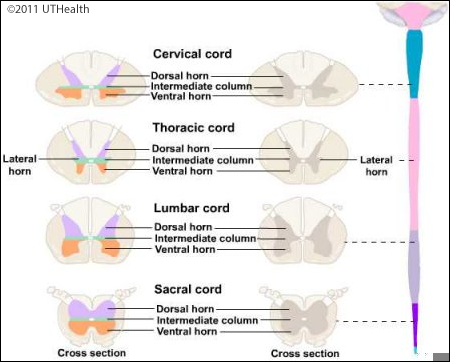 ©2011 UTHealth
Cervical cord
Dorsal horn
Intermediate column
Ventral horn
Thoracic cord
Dorsal horn
Lateral horn
Intermediate column
Lateral horn
Ventral horn
Lumbar cord
Dorsal horn
Intermediate column
Ventral horn
Sacral cord
Dorsal horn
Intermediate column
Ventral horn
Cross section
Cross section